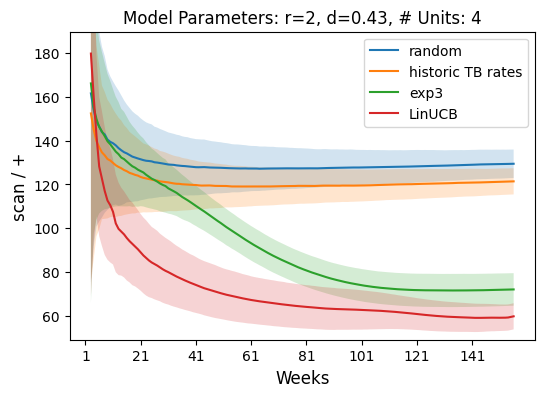 Model Parameters: r=2, d=0.43, # Units: 4
random
historic TB rates
exp3
LinUCB
scan / +
180
160
140
120
100
80
60
1 21 41 61 81 101 121 141
Weeks